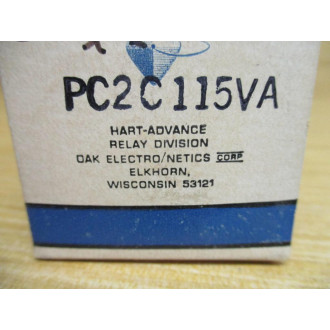 PC2C115VA
HART-ADVANCE
RELAY DIVISION
OAK ELECTRO/NETICS CORP
ELKHORN,
WISCONSIN 53121